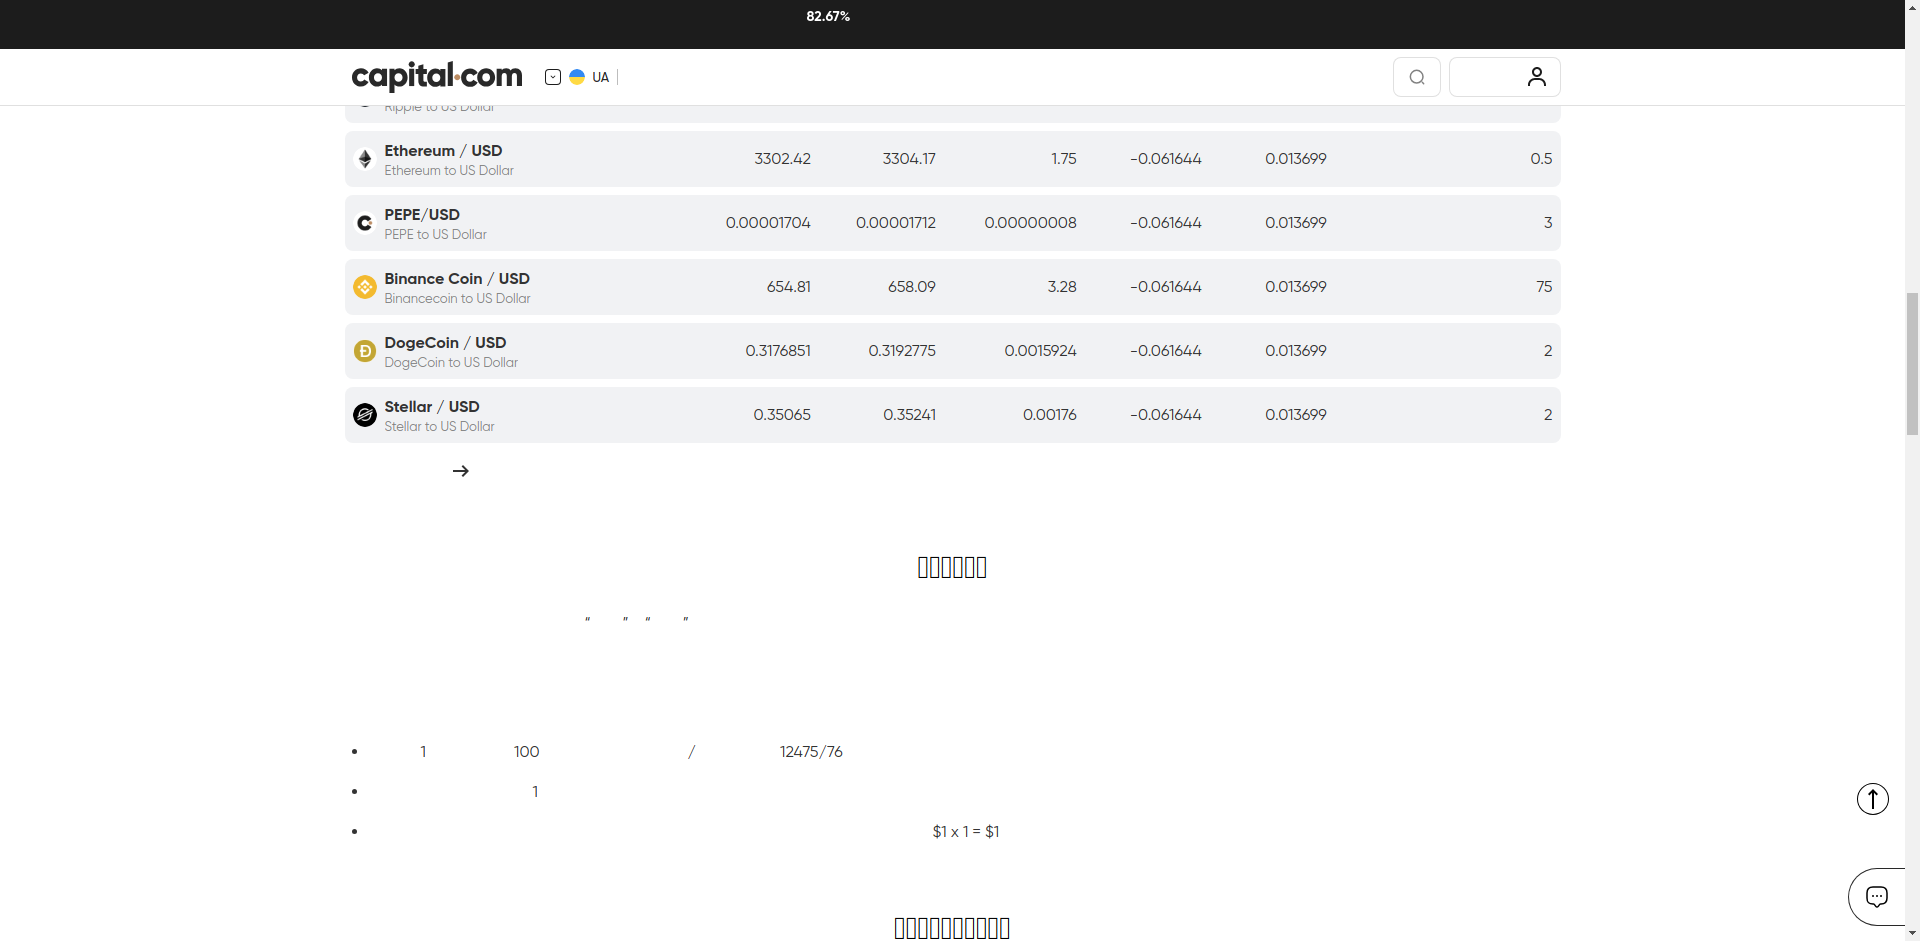 82.67%
capital.com UA
Ripple to US Dollar
Ethereum / USD 3302.42 3304.17 1.75 -0.061644 0.013699 0.5
Ethereum to US Dollar
PEPE/USD 0.00001704 0.00001712 0.00000008 -0.061644 0.013699 3
PEPE to US Dollar
Binance Coin / USD 654.81 658.09 3.28 -0.061644 0.013699 75
Binancecoin to US Dollar
DogeCoin / USD 0.3176851 0.3192775 0.0015924 -0.061644 0.013699 2
DogeCoin to US Dollar
Stellar / USD 0.35065 0.35241 0.00176 -0.061644 0.013699 2
Stellar to US Dollar
" " " "
1 100 / 12475/76
1
$1 x 1 = $1